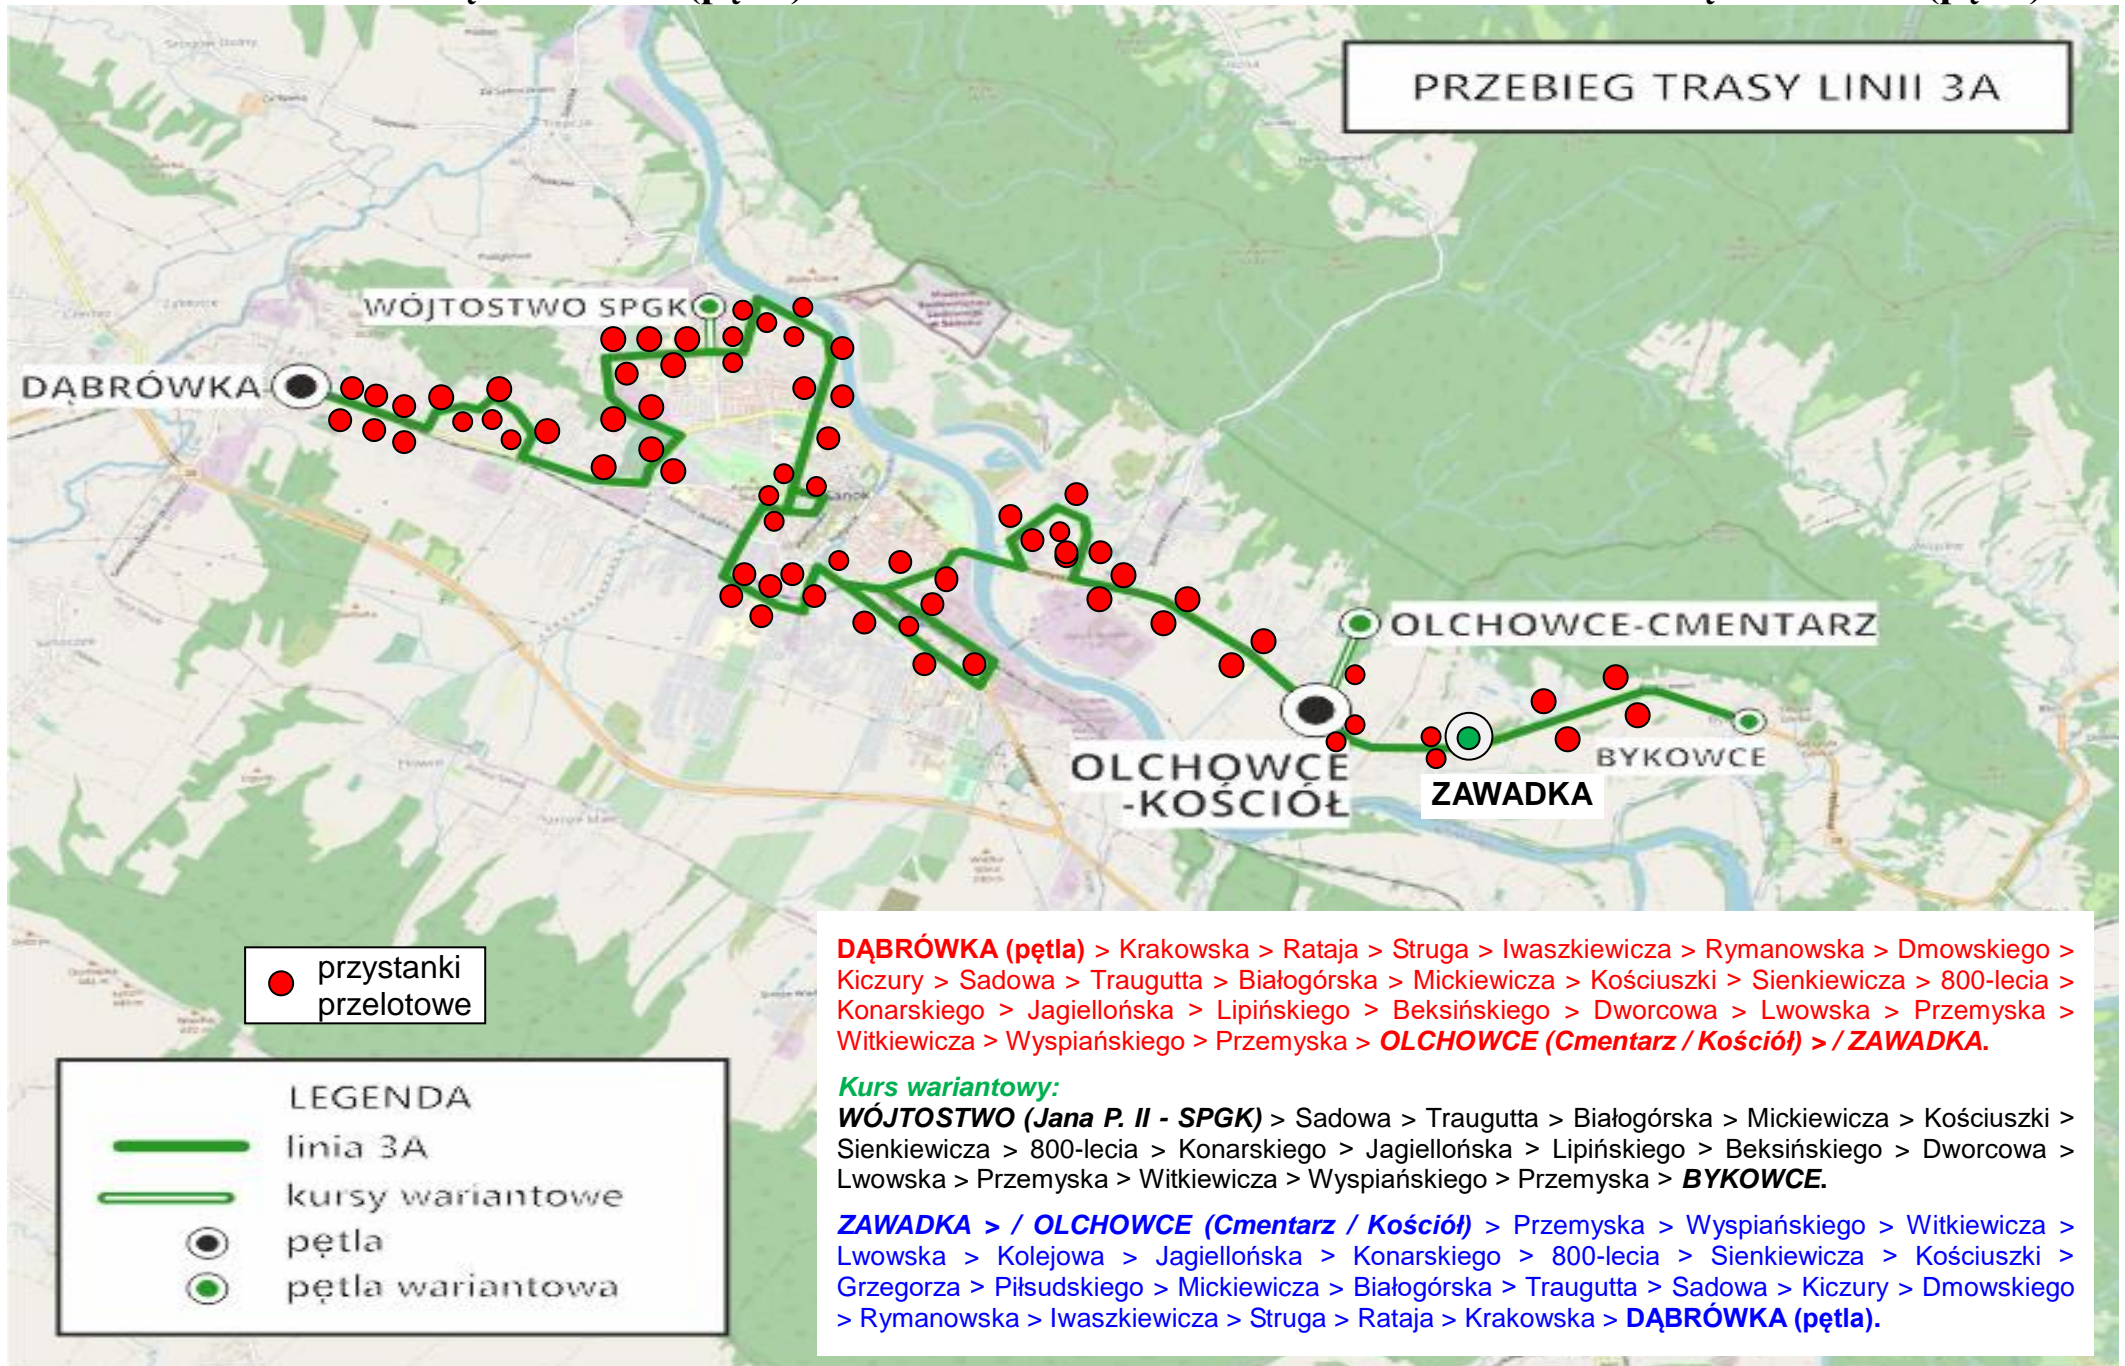 (pętla)
(pętla)
PRZEBIEG TRASY LINII 3A
WÓJTOSTWO SPGK
DĄBRÓWKA
Sanok
OLCHOWCE-CMENTARZ
OLCHOWCE
-KOŚCIÓŁ
ZAWADKA
BYKOWCE
przystanki
przelotowe
LEGENDA
linia 3A
kursy wariantowe
pętla
pętla wariantowa
DĄBRÓWKA (pętla) > Krakowska > Rataja > Struga > Iwaszkiewicza > Rymanowska > Dmowskiego >
Kiczury > Sadowa > Traugutta > Białogórska > Mickiewicza > Kościuszki > Sienkiewicza > 800-lecia >
Konarskiego > Jagiellońska > Lipińskiego > Beksińskiego > Dworcowa > Lwowska > Przemyska >
Witkiewicza > Wyspiańskiego > Przemyska > OLCHOWCE (Cmentarz / Kościół) > / ZAWADKA.
Kurs wariantowy:
WÓJTOSTWO (Jana P. II - SPGK) > Sadowa > Traugutta > Białogórska > Mickiewicza > Kościuszki >
Sienkiewicza > 800-lecia > Konarskiego > Jagiellońska > Lipińskiego > Beksińskiego > Dworcowa >
Lwowska > Przemyska > Witkiewicza > Wyspiańskiego > Przemyska > BYKOWCE.
ZAWADKA > / OLCHOWCE (Cmentarz / Kościół) > Przemyska > Wyspiańskiego > Witkiewicza >
Lwowska > Kolejowa > Jagiellońska > Konarskiego > 800-lecia > Sienkiewicza > Kościuszki >
Grzegorza > Piłsudskiego > Mickiewicza > Białogórska > Traugutta > Sadowa > Kiczury > Dmowskiego
> Rymanowska > Iwaszkiewicza > Struga > Rataja > Krakowska > DĄBRÓWKA (pętla).